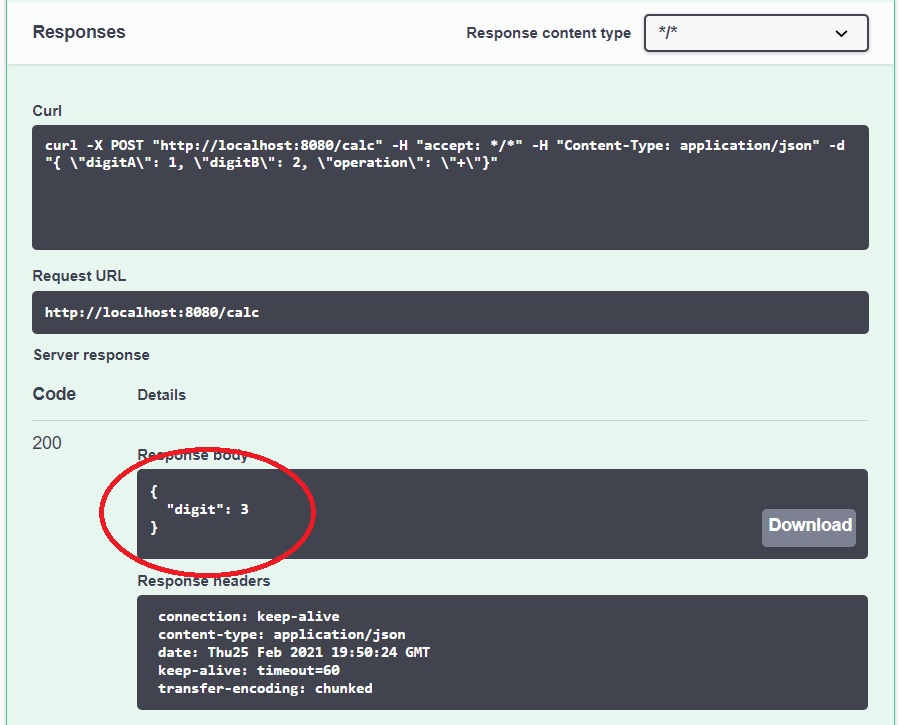 Responses
Response content type
*/*
Curl
curl -X POST "http://localhost:8080/calc" -H "accept: */*" -H "Content-Type: application/json" -d
"{ \"digitA\": 1, \"digitB\": 2, \"operation\": \"+\"}"
Request URL
http://localhost:8080/calc
Server response
Code
Details
200
Response body
{
"digit": 3
}
Download
Response headers
connection: keep-alive
content-type: application/json
date: Thu25 Feb 2021 19:50:24 GMT
keep-alive: timeout=60
transfer-encoding: chunked